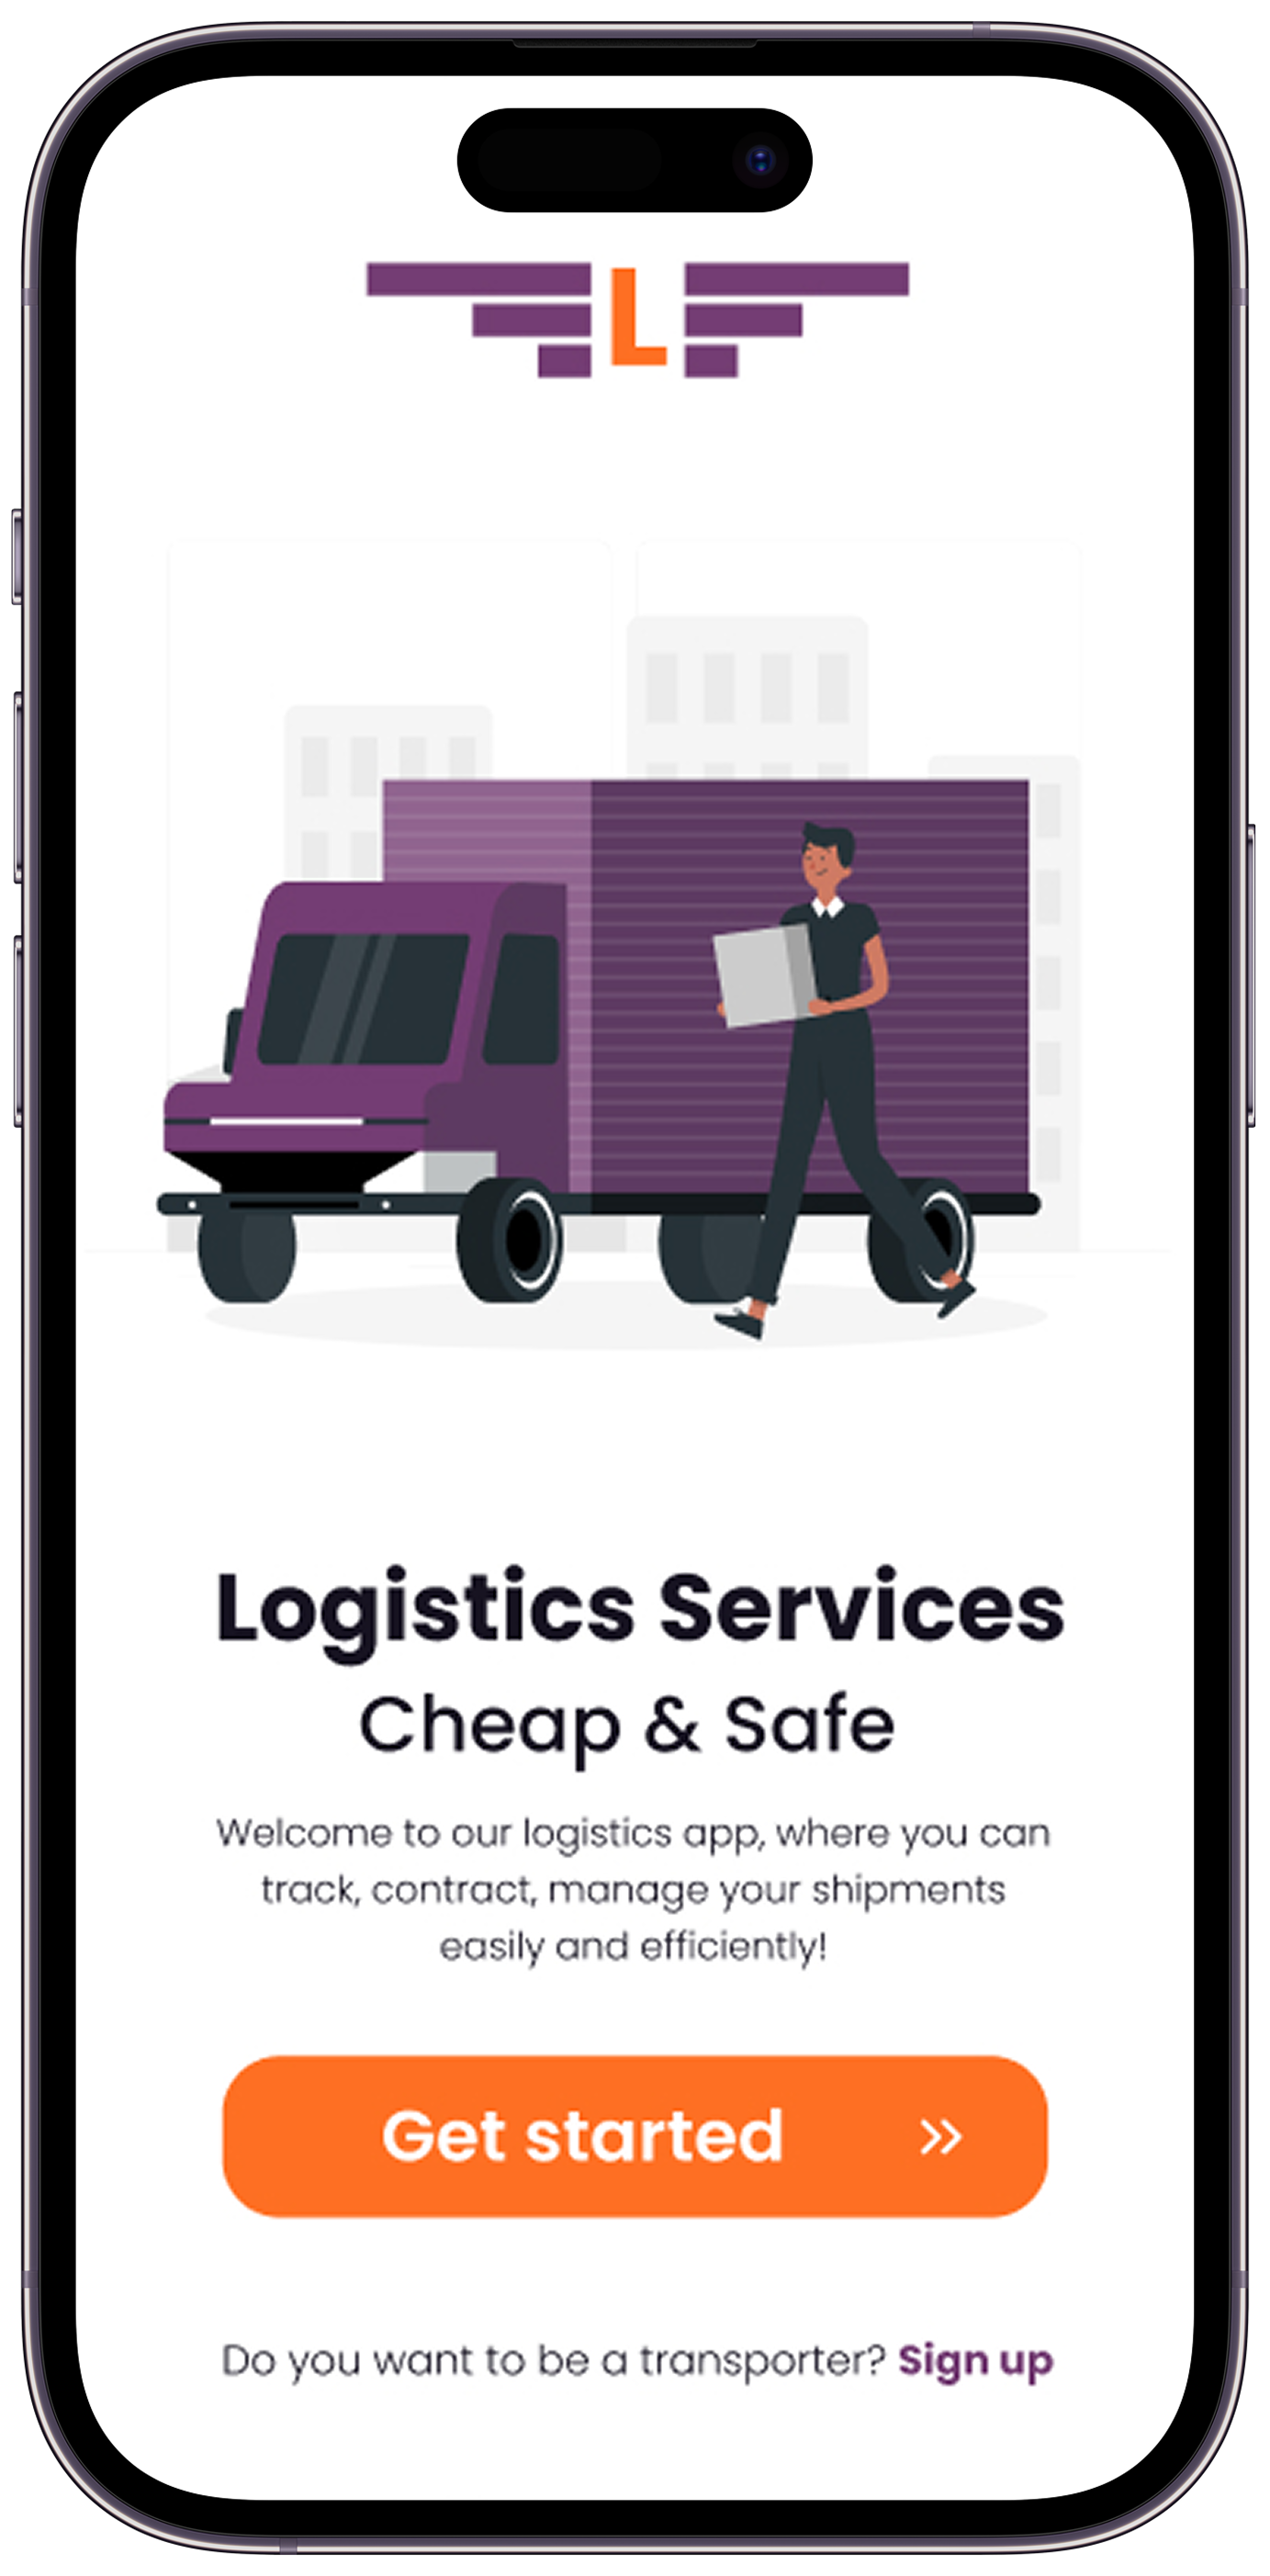 L
Logistics Services
Cheap & Safe
Welcome to our logistics app, where you can
track, contract, manage your shipments
easily and efficiently!
Get started
Do you want to be a transporter? Sign up